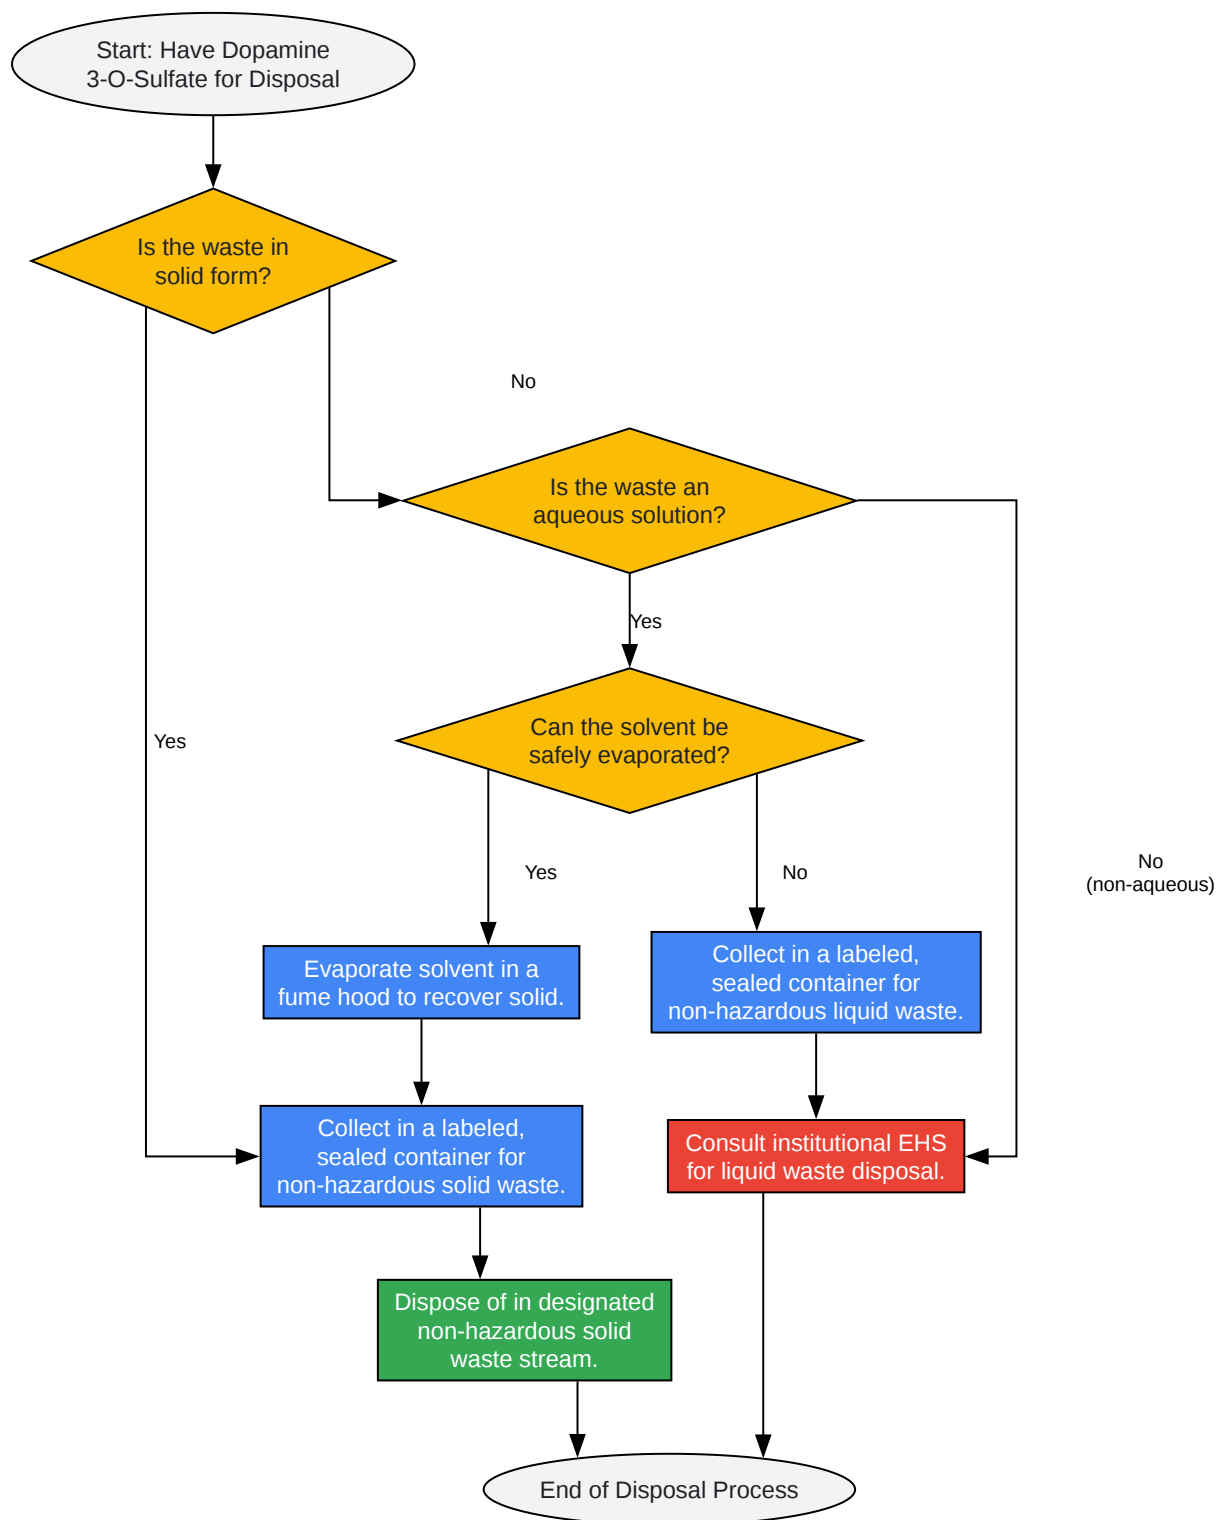 Start: Have Dopamine
3-O-Sulfate for Disposal
Is the waste in
solid form?
No
Is the waste an
aqueous solution?
Yes
Can the solvent be
safely evaporated?
Yes
Yes
No
No
(non-aqueous)
Evaporate solvent in a
fume hood to recover solid.
Collect in a labeled,
sealed container for
non-hazardous liquid waste.
Collect in a labeled,
sealed container for
non-hazardous solid waste.
Consult institutional EHS
for liquid waste disposal.
Dispose of in designated
non-hazardous solid
waste stream.
End of Disposal Process